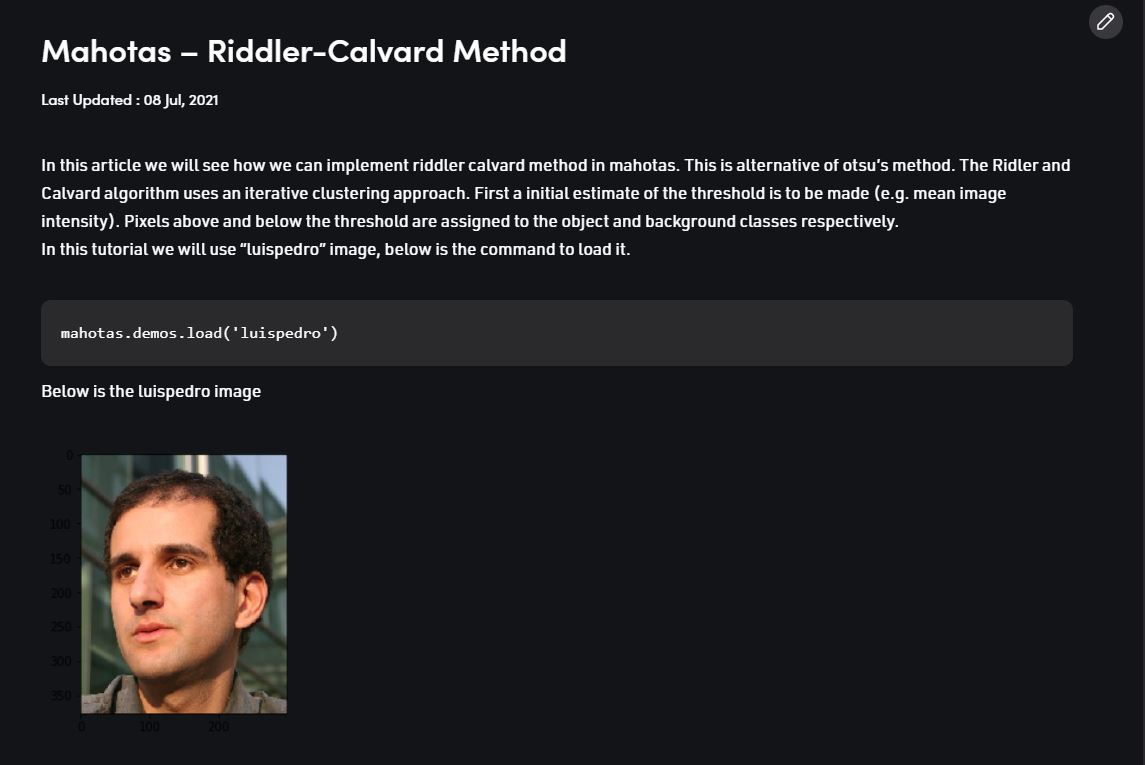 Mahotas – Riddler-Calvard Method
Last Updated : 08 Jul, 2021
In this article we will see how we can implement riddler calvard method in mahotas. This is alternative of otsu’s method. The Ridler and
Calvard algorithm uses an iterative clustering approach. First a initial estimate of the threshold is to be made (e.g. mean image
intensity). Pixels above and below the threshold are assigned to the object and background classes respectively.
In this tutorial we will use “luispedro” image, below is the command to load it.
mahotas.demos.load('luispedro')
Below is the luispedro image
0
50
100
150
200
250
300
350
0 100 200